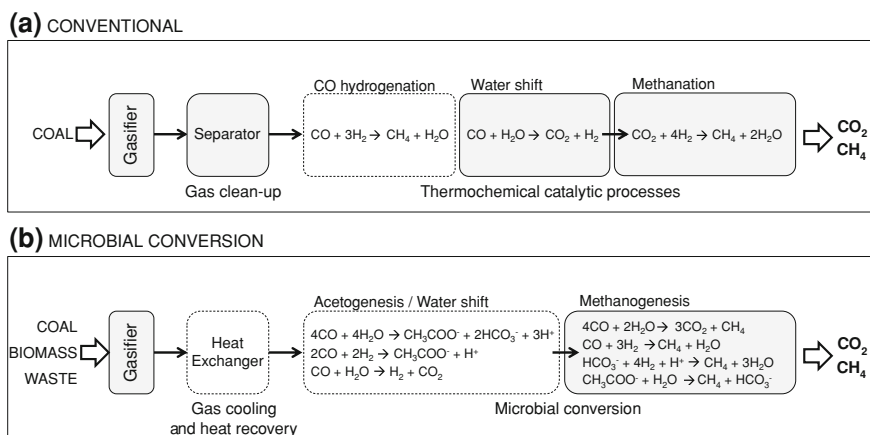 (a) CONVENTIONAL
COAL
Gasifier
Separator
Gas clean-up
CO hydrogenation
CO + 3H₂ → CH₄ + H₂O
Water shift
CO + H₂O → CO₂ + H₂
Methanation
CO₂ + 4H₂ → CH₄ + 2H₂O
Thermochemical catalytic processes
CO₂
CH₄
(b) MICROBIAL CONVERSION
COAL
BIOMASS
WASTE
Gasifier
Heat
Exchanger
Gas cooling
and heat recovery
Acetogenesis / Water shift
4CO + 4H₂O → CH₃COO⁻ + 2HCO₃⁻ + 3H⁺
2CO + 2H₂ → CH₃COO⁻ + H⁺
CO + H₂O → H₂ + CO₂
Methanogenesis
4CO + 2H₂O → 3CO₂ + CH₄
CO + 3H₂ → CH₄ + H₂O
HCO₃⁻ + 4H₂ + H⁺ → CH₄ + 3H₂O
CH₃COO⁻ + H₂O → CH₄ + HCO₃⁻
Microbial conversion
CO₂
CH₄